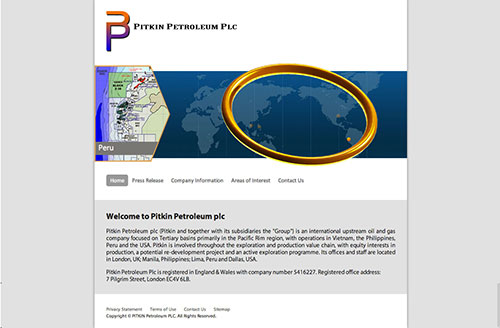 PITKIN PETROLEUM PLC
Peru
Home Press Release Company Information Areas of Interest Contact Us
Welcome to Pitkin Petroleum plc
Pitkin Petroleum plc (Pitkin and together with its subsidiaries the "Group") is an international upstream oil and gas
company focused on Tertiary basins primarily in the Pacific Rim region, with operations in Vietnam, the Philippines,
Peru and the USA. Pitkin is involved throughout the exploration and production value chain, with equity interests in
production, a potential re-development project and an active exploration programme. Its offices and staff are located
in London, UK; Manila, Philippines; Lima, Peru and Dallas, USA.
Pitkin Petroleum Plc is registered in England & Wales with company number 5416227. Registered office address:
7 Pilgrim Street, London EC4V 6LB.
Privacy Statement Terms of Use Contact Us Sitemap
Copyright © PITKIN Petroleum PLC. All Rights Reserved.